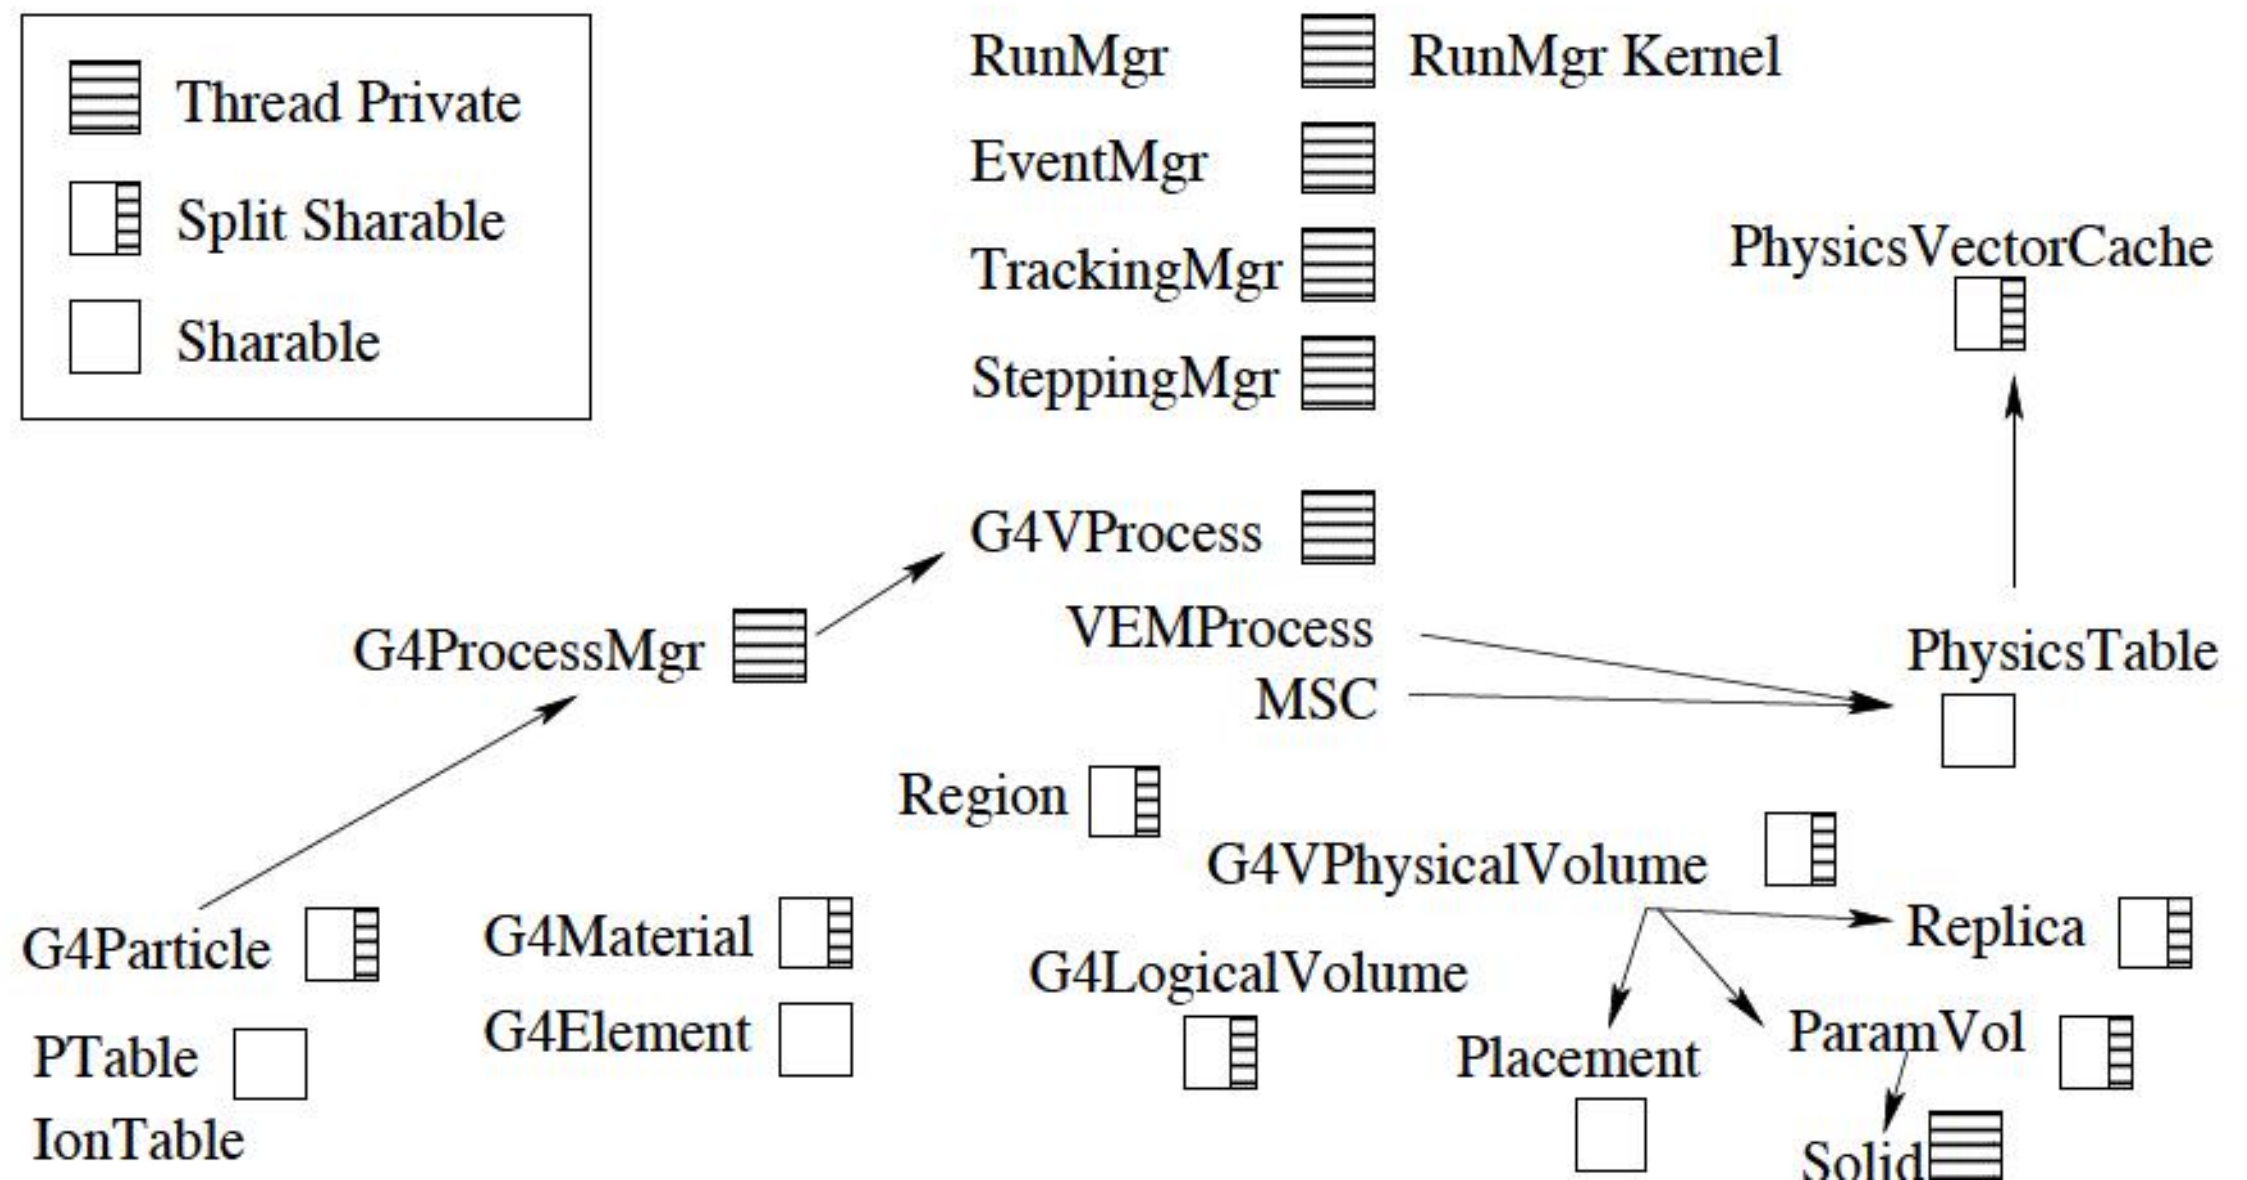 Thread Private
Split Sharable
Sharable
RunMgr
RunMgr Kernel
EventMgr
TrackingMgr
SteppingMgr
PhysicsVectorCache
G4VProcess
VEMProcess
MSC
G4ProcessMgr
PhysicsTable
Region
G4VPhysicalVolume
Replica
G4Particle
G4Material
G4LogicalVolume
PTable
G4Element
Placement
ParamVol
IonTable
Solid